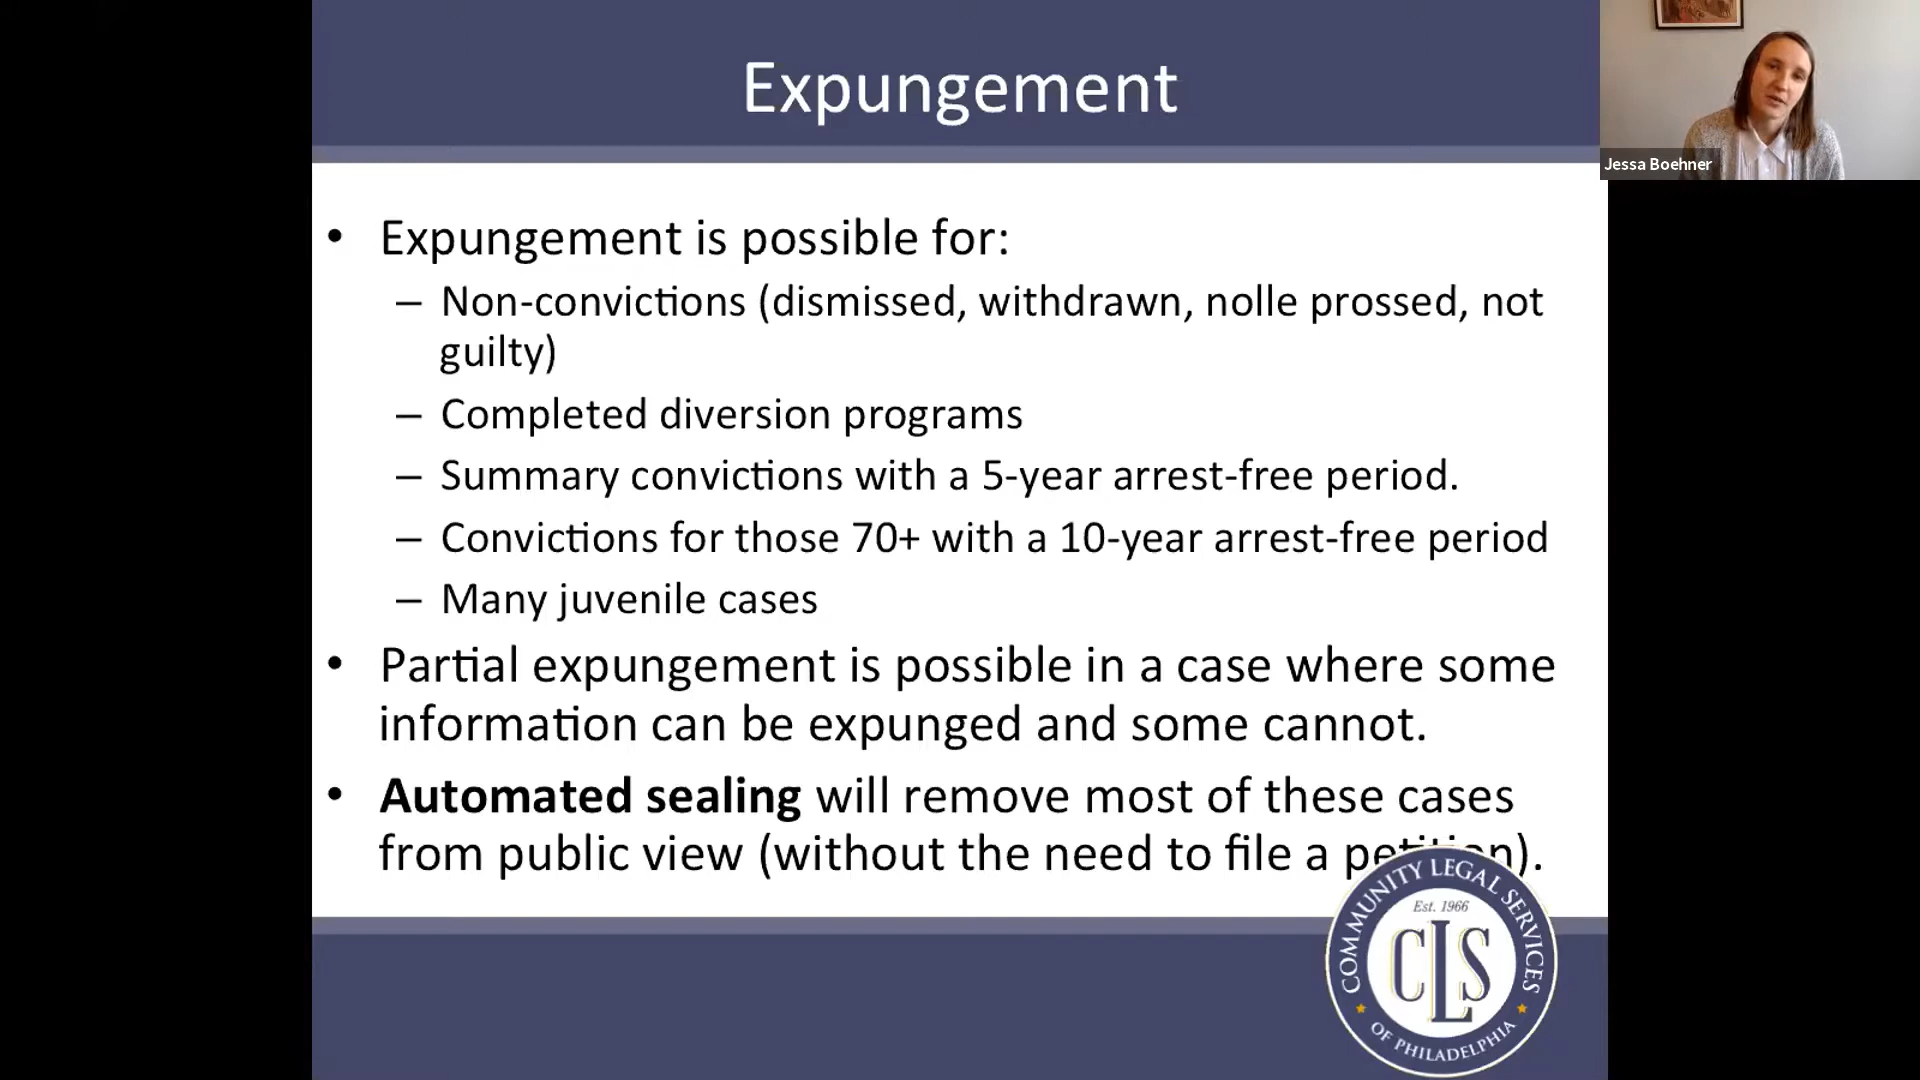 Expungement
Jessa Boehner
• Expungement is possible for:
– Non-convictions (dismissed, withdrawn, nolle prossed, not
guilty)
– Completed diversion programs
– Summary convictions with a 5-year arrest-free period.
– Convictions for those 70+ with a 10-year arrest-free period
– Many juvenile cases
• Partial expungement is possible in a case where some
information can be expunged and some cannot.
• Automated sealing will remove most of these cases
from public view (without the need to file a petition).
COMMUNITY LEGAL SERVICES
Est. 1966
CLS
OF PHILADELPHIA